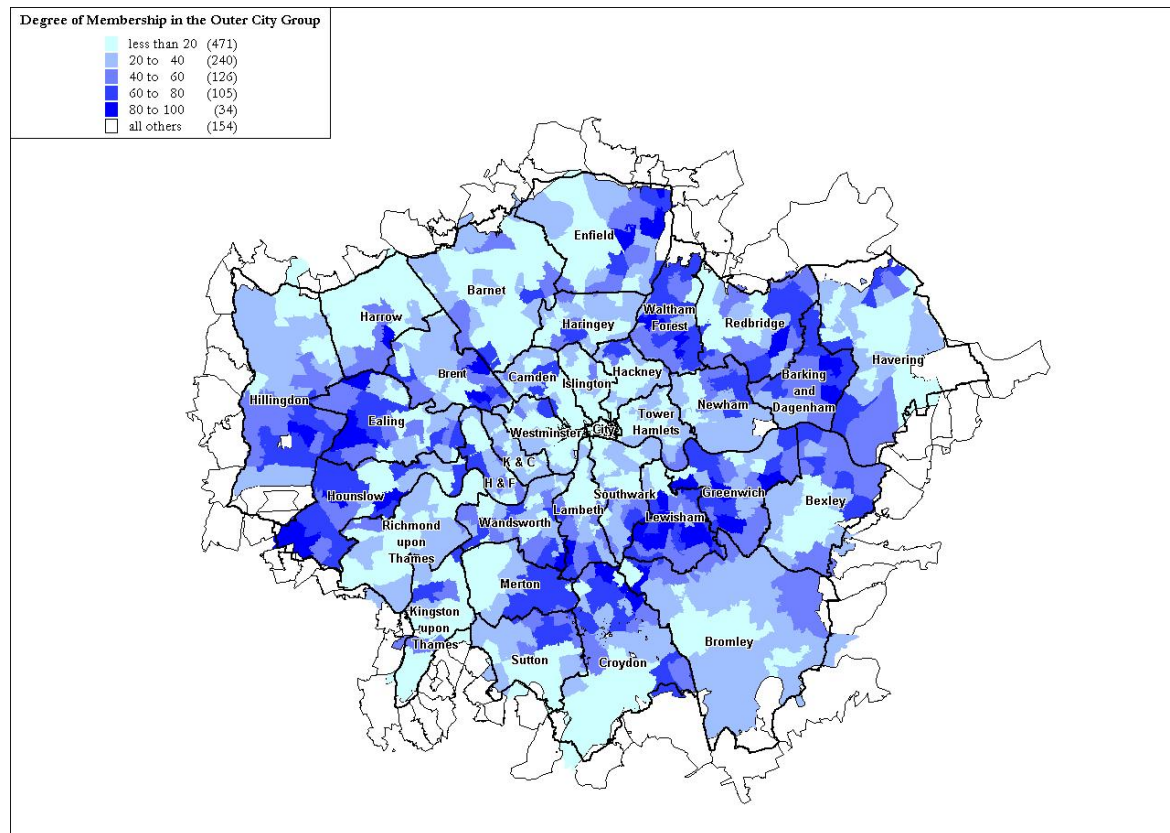 Degree of Membership in the Outer City Group
less than 20 (471)
20 to 40 (240)
40 to 60 (126)
60 to 80 (105)
80 to 100 (34)
all others (154)
Enfield
Barnet
Harrow
Haringey
Waltham
Forest
Redbridge
Havering
Brent
Camden
Islington
Hackney
Barking
and
Dagenham
Hillingdon
Ealing
Newham
Tower
Hamlets
Westminster
City
K & C
H & F
Hounslow
Richmond
upon
Thames
Wandsworth
Lambeth
Southwark
Lewisham
Greenwich
Bexley
Merton
Kingston
upon
Thames
Sutton
Croydon
Bromley